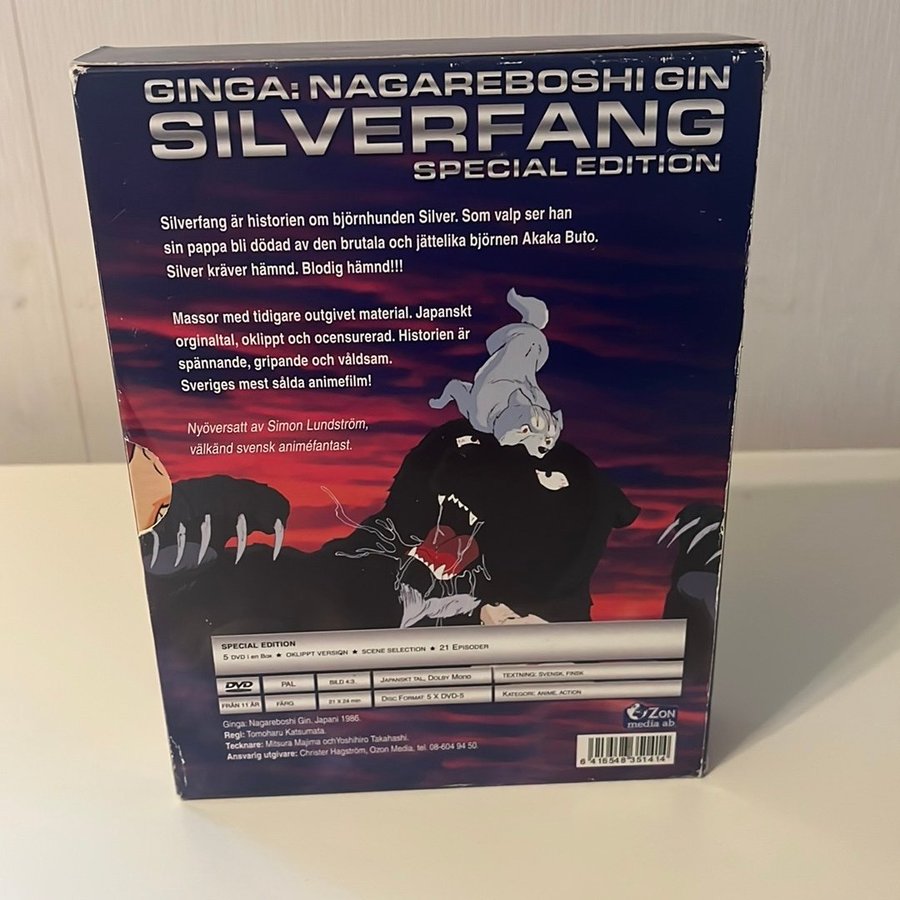 GINGA: NAGAREBOSHI GIN
SILVERFANG
SPECIAL EDITION
Silverfang är historien om björnhunden Silver. Som valp ser han
sin pappa bli dödad av den brutala och jättelika björnen Akaka Buto.
Silver kräver hämnd. Blodig hämnd!!!
Massor med tidigare outgivet material. Japanskt
orginaltal, oklippt och ocensurerad. Historien är
spännande, gripande och våldsam.
Sveriges mest sålda animefilm!
Nyöversatt av Simon Lundström,
välkänd svensk animéfantast.
SPECIAL EDITION
5 DVD i en Box ★ OKLIPPT VERSION ★ SCENE SELECTION ★ 21 EPISODER
DVD PAL BILD 4:3 JAPANSKT TAL, DOLBY MONO TEXTNING: SVENSK, FINSK
FRÅN 11 ÅR FÄRG 21 X 24 min DISC FORMAT: 5 X DVD-5 KATEGORI: ANIME, ACTION
Ginga: Nagareboshi Gin. Japani 1986.
Regi: Tomoharu Katsumata.
Tecknare: Mitsura Majima ochYoshihiro Takahashi.
Ansvarig utgivare: Christer Hagström, Ozon Media, tel. 08-604 94 50.
OZON
media ab
6 416548 351414